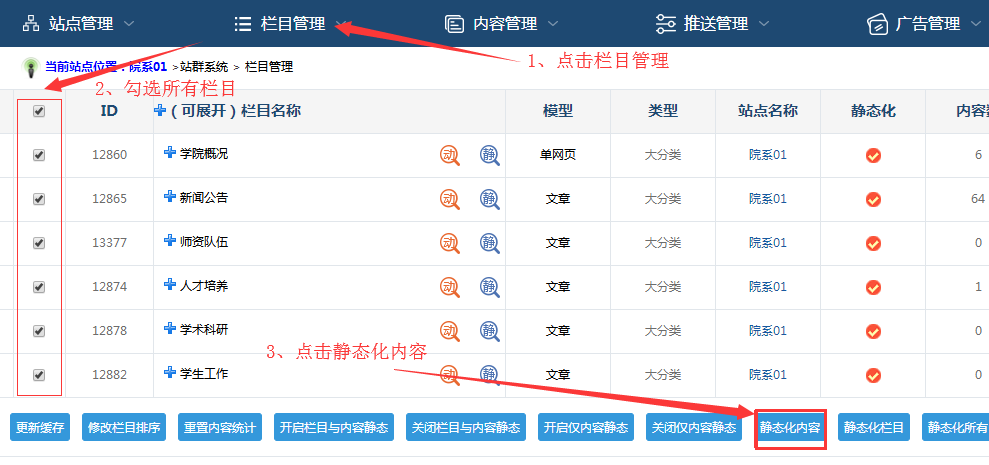 站点管理 栏目管理 内容管理 推送管理 广告管理
当前站点位置：院系01 >站群系统 > 栏目管理
1、点击栏目管理
2、勾选所有栏目
ID （可展开）栏目名称 模型 类型 站点名称 静态化 内容
12860 学院概况 动 静 单网页 大分类 院系01 6
12865 新闻公告 动 静 文章 大分类 院系01 64
13377 师资队伍 动 静 文章 大分类 院系01 0
12874 人才培养 动 静 文章 大分类 院系01 1
12878 学术科研 动 静 文章 大分类 院系01 0
3、点击静态化内容
12882 学生工作 动 静 文章 大分类 院系01 0
更新缓存 修改栏目排序 重置内容统计 开启栏目与内容静态 关闭栏目与内容静态 开启仅内容静态 关闭仅内容静态 静态化内容 静态化栏目 静态化所有